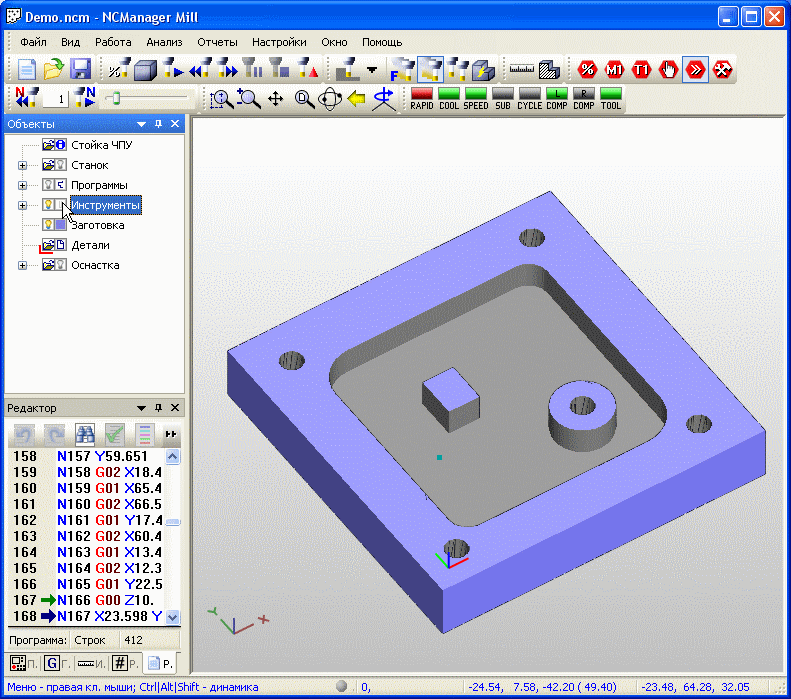 Demo.ncm - NCManager Mill
Файл Вид Работа Анализ Отчеты Настройки Окно Помощь
% F % M1 T1
N 1 N RAPID COOL SPEED SUB CYCLE L COMP R COMP TOOL
Объекты
Стойка ЧПУ
Станок
Программы
Инструменты
Заготовка
Детали
Оснастка
Редактор
158 N157 Y59.651
159 N158 G02 X18.4
160 N159 G01 X65.4
161 N160 G02 X66.5
162 N161 G01 Y17.4
163 N162 G02 X60.4
164 N163 G01 X13.4
165 N164 G02 X12.3
166 N165 G01 Y22.5
167 N166 G00 Z10.
168 N167 X23.598 Y
Программа: Строк 412
П. G Г. И. # Р. Р.
Y X
Меню - правая кл. мыши; Ctrl|Alt|Shift - динамика 0, -24.54, 7.58, -42.20 ( 49.40) -23.48, 64.28, 32.05